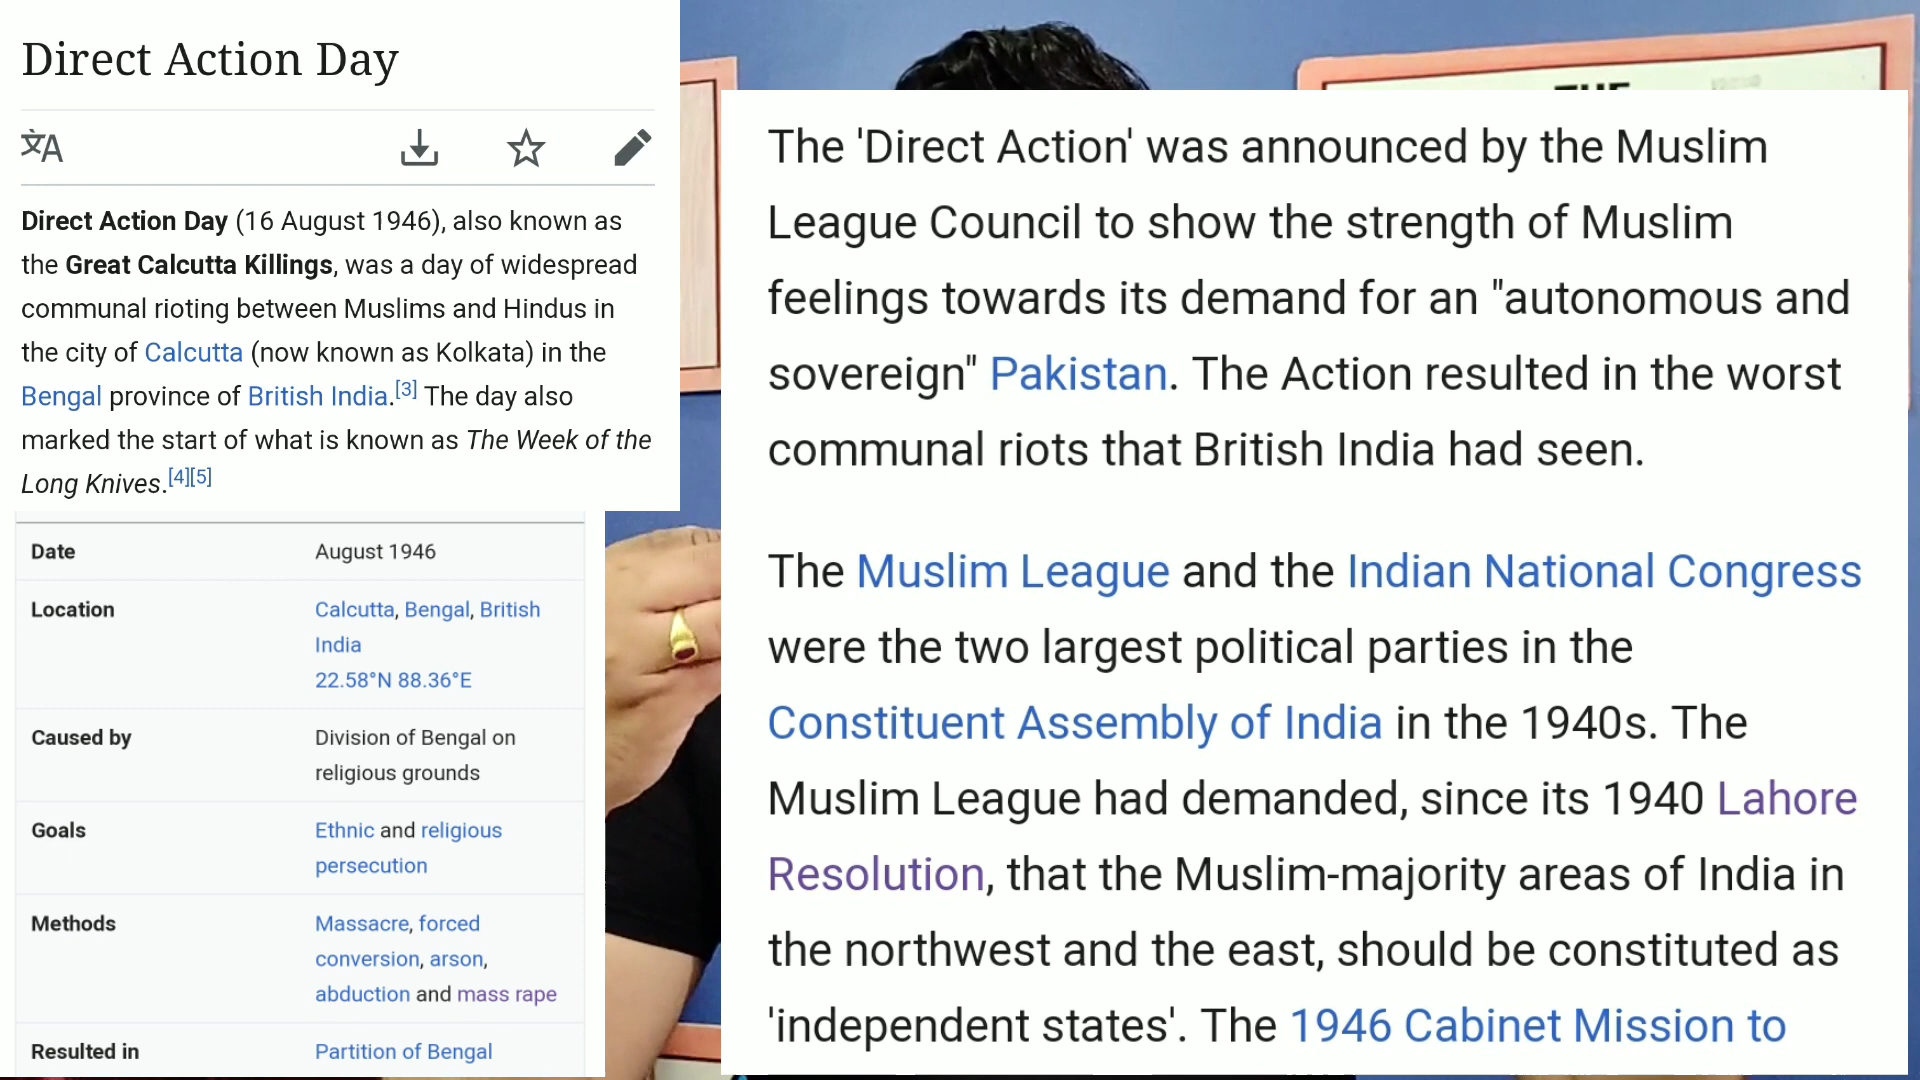 Direct Action Day
Direct Action Day (16 August 1946), also known as
the Great Calcutta Killings, was a day of widespread
communal rioting between Muslims and Hindus in
the city of Calcutta (now known as Kolkata) in the
Bengal province of British India.[3] The day also
marked the start of what is known as The Week of the
Long Knives.[4][5]
Date August 1946
Location Calcutta, Bengal, British
India
22.58°N 88.36°E
Caused by Division of Bengal on
religious grounds
Goals Ethnic and religious
persecution
Methods Massacre, forced
conversion, arson,
abduction and mass rape
Resulted in Partition of Bengal
THE
The 'Direct Action' was announced by the Muslim
League Council to show the strength of Muslim
feelings towards its demand for an "autonomous and
sovereign" Pakistan. The Action resulted in the worst
communal riots that British India had seen.
The Muslim League and the Indian National Congress
were the two largest political parties in the
Constituent Assembly of India in the 1940s. The
Muslim League had demanded, since its 1940 Lahore
Resolution, that the Muslim-majority areas of India in
the northwest and the east, should be constituted as
'independent states'. The 1946 Cabinet Mission to